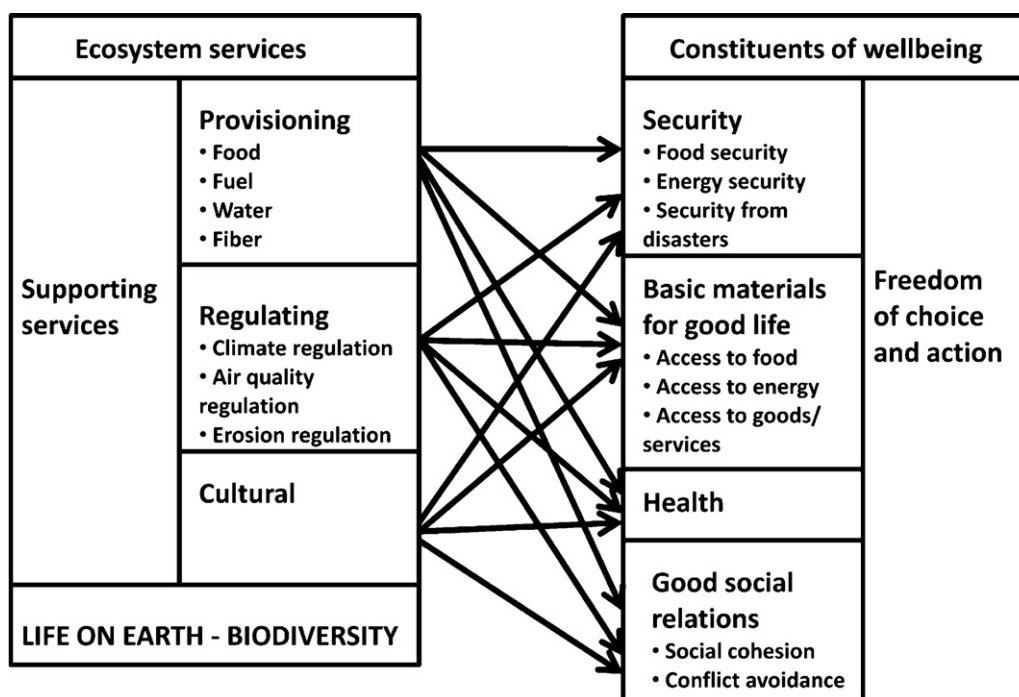 Ecosystem services
Supporting
services
Provisioning
• Food
• Fuel
• Water
• Fiber
Regulating
• Climate regulation
• Air quality
regulation
• Erosion regulation
Cultural
LIFE ON EARTH - BIODIVERSITY
Constituents of wellbeing
Security
• Food security
• Energy security
• Security from
disasters
Basic materials
for good life
• Access to food
• Access to energy
• Access to goods/
services
Health
Good social
relations
• Social cohesion
• Conflict avoidance
Freedom
of choice
and action